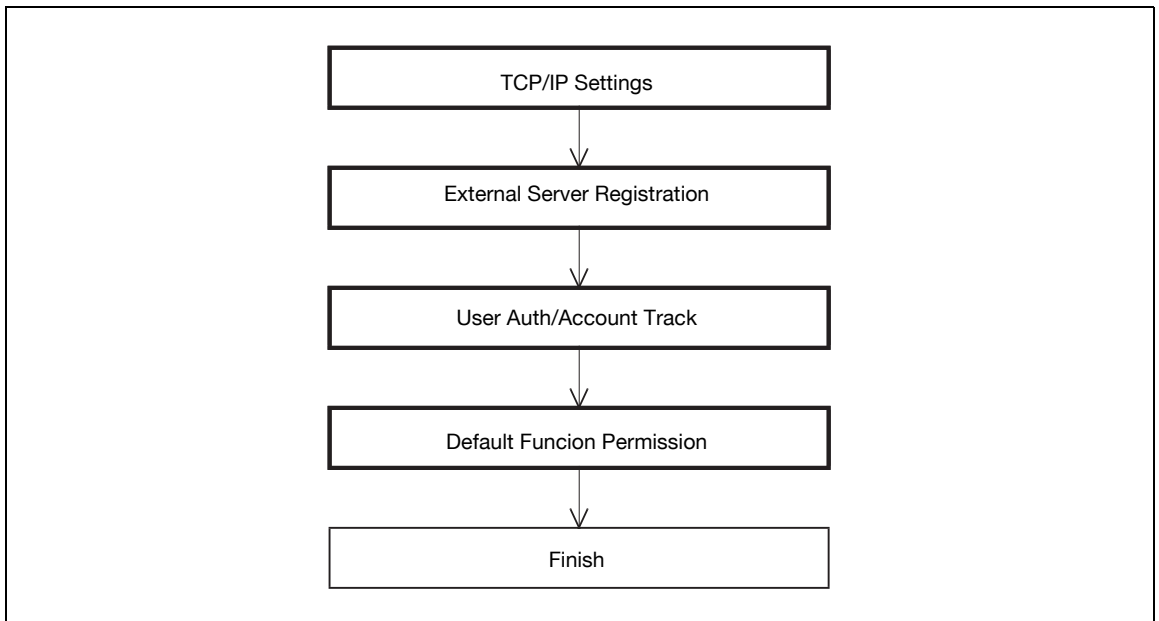 TCP/IP Settings
External Server Registration
User Auth/Account Track
Default Funcion Permission
Finish